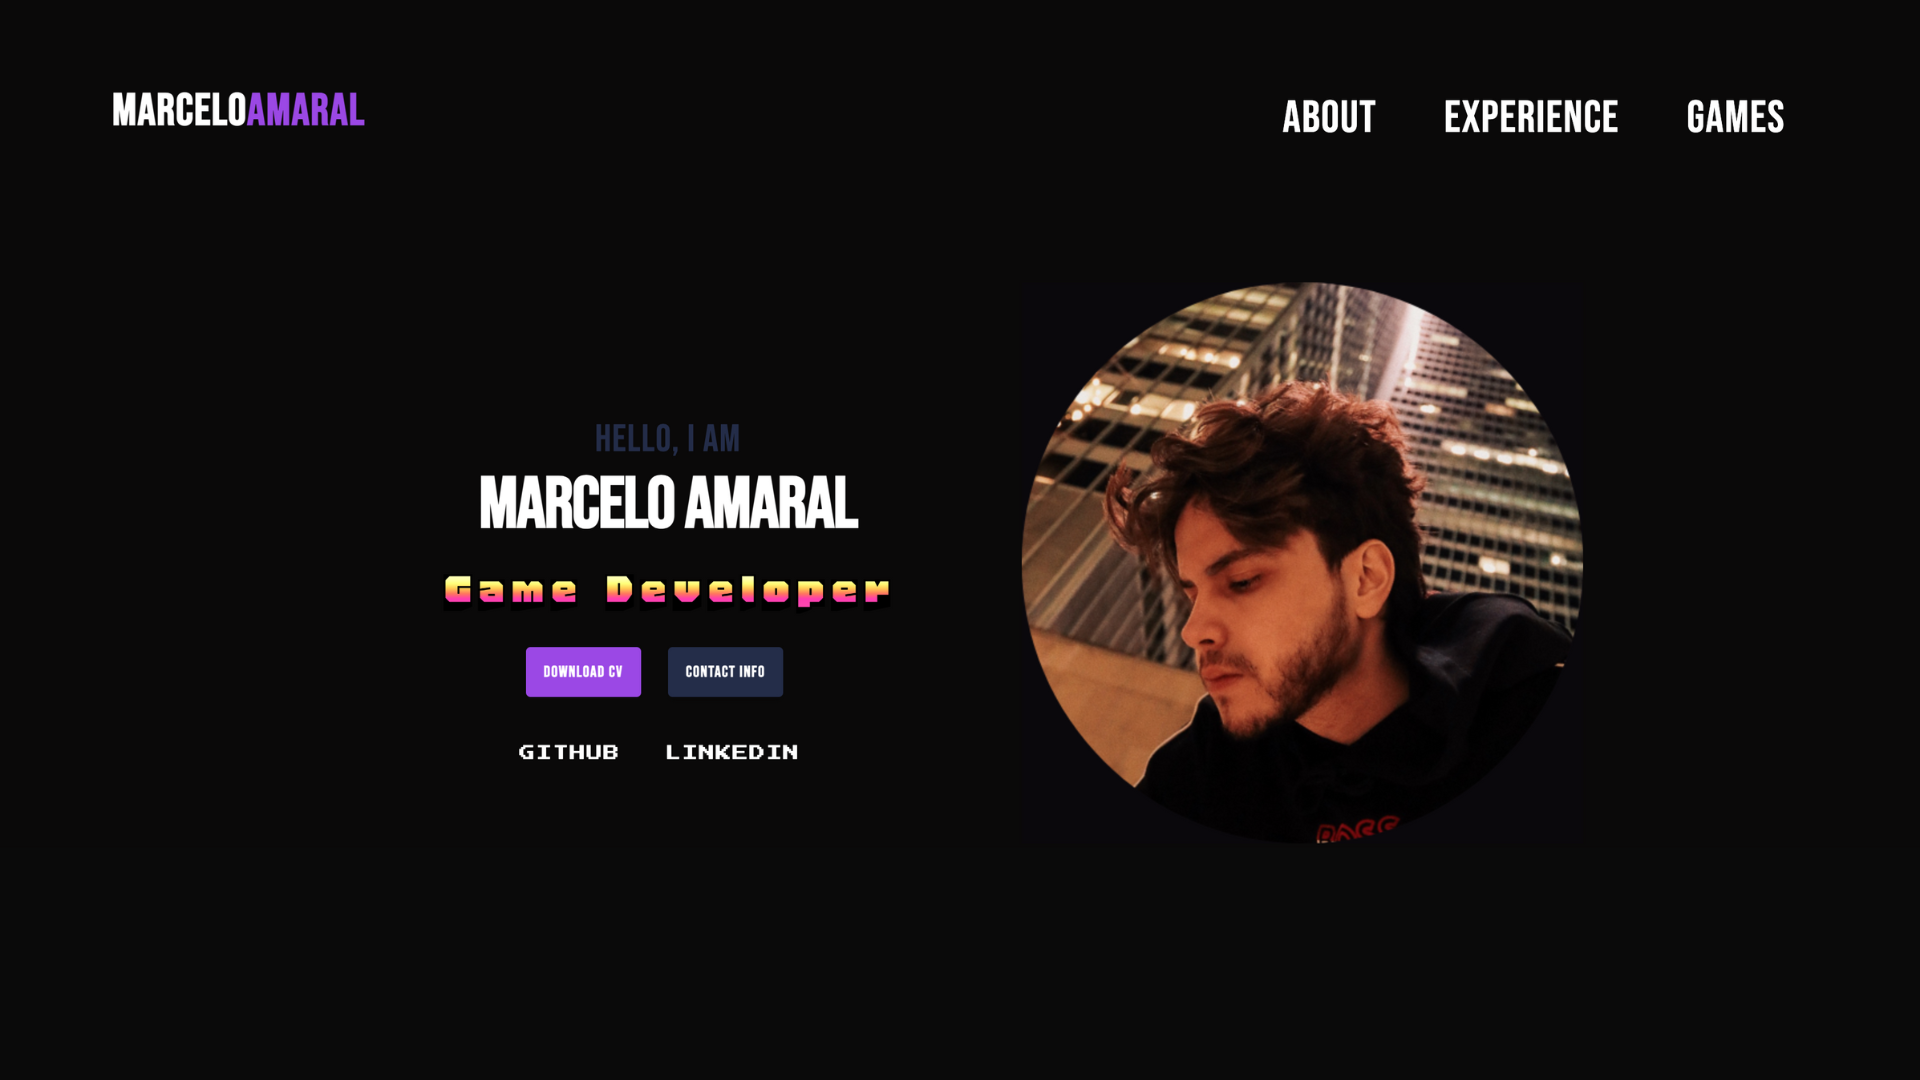 MARCELOAMARAL
ABOUT EXPERIENCE GAMES
HELLO, I AM
MARCELO AMARAL
Game Developer
DOWNLOAD CV CONTACT INFO
GITHUB LINKEDIN